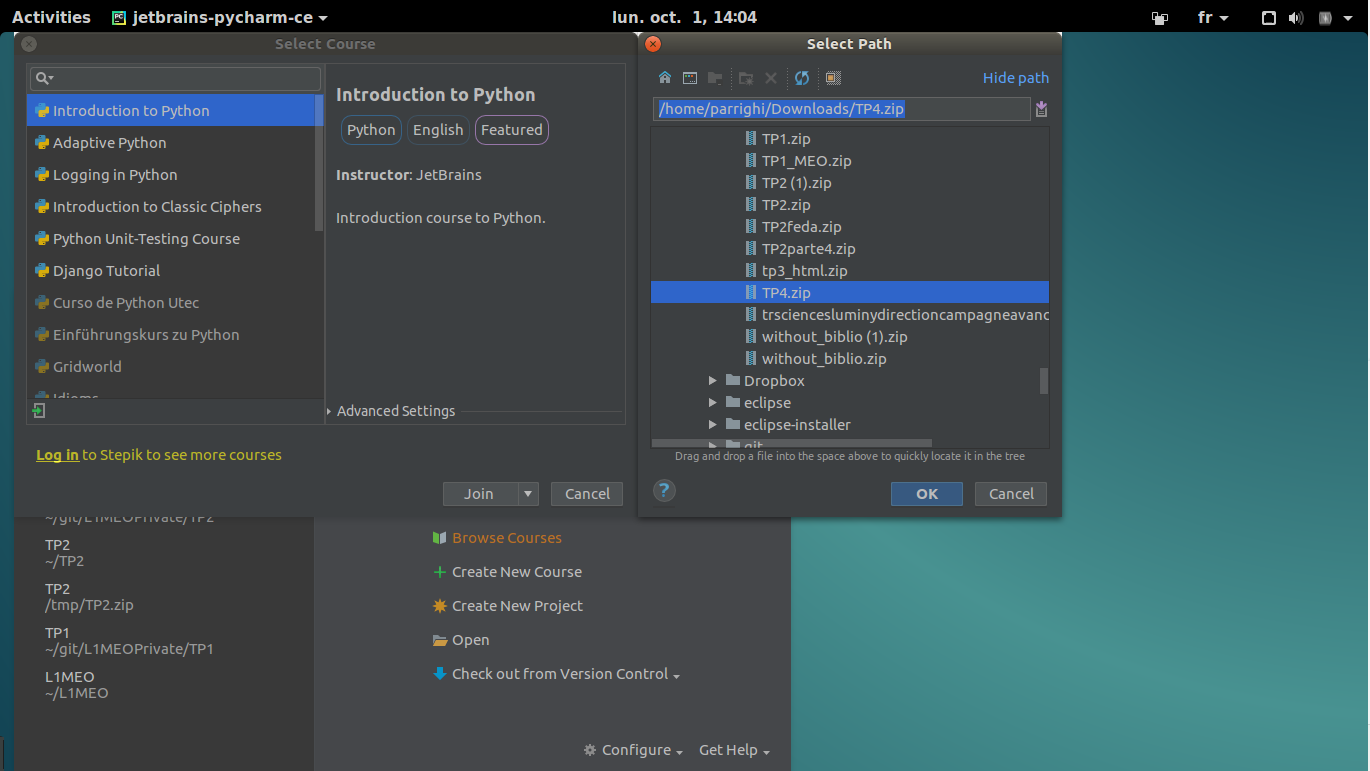 Activities jetbrains-pycharm-ce lun. oct. 1, 14:04 fr
Select Course
Introduction to Python
Adaptive Python
Logging in Python
Introduction to Classic Ciphers
Python Unit-Testing Course
Django Tutorial
Curso de Python Utec
Einführungskurs zu Python
Gridworld
Idioms
Introduction to Python
Python English Featured
Instructor: JetBrains
Introduction course to Python.
Advanced Settings
Log in to Stepik to see more courses
Join Cancel
Select Path
Hide path
/home/parrighi/Downloads/TP4.zip
TP1.zip
TP1_MEO.zip
TP2 (1).zip
TP2.zip
TP2feda.zip
TP2parte4.zip
tp3_html.zip
TP4.zip
trsciencesluminydirectioncampagneavanc
without_biblio (1).zip
without_biblio.zip
Dropbox
eclipse
eclipse-installer
git
Drag and drop a file into the space above to quickly locate it in the tree
? OK Cancel
~/git/L1MEOPrivate/TP2
TP2
~/TP2
TP2
/tmp/TP2.zip
TP1
~/git/L1MEOPrivate/TP1
L1MEO
~/L1MEO
Browse Courses
Create New Course
Create New Project
Open
Check out from Version Control
Configure Get Help